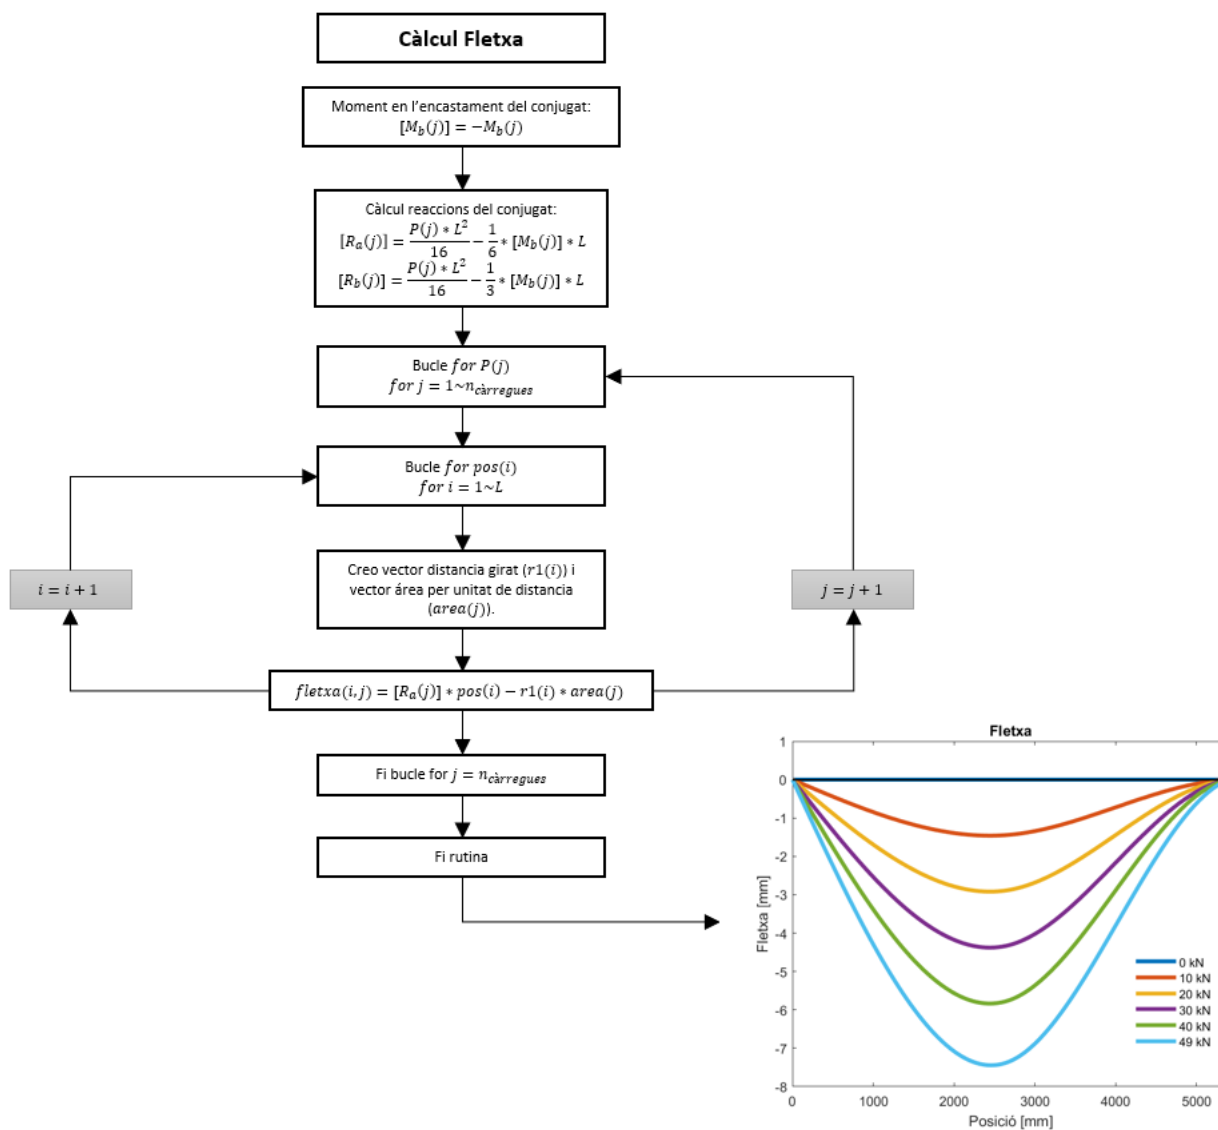 Càlcul Fletxa
Moment en l’encastament del conjugat:
[M_b(j)] = −M_b(j)
Càlcul reaccions del conjugat:
[R_a(j)] = P(j) * L²/16 − 1/6 * [M_b(j)] * L
[R_b(j)] = P(j) * L²/16 − 1/3 * [M_b(j)] * L
Bucle for P(j)
for j = 1~n_càrregues
Bucle for pos(i)
for i = 1~L
Creo vector distancia girat (r1(i)) i
vector área per unitat de distancia
(area(j)).
i = i + 1
j = j + 1
fletxa(i,j) = [R_a(j)] * pos(i) − r1(i) * area(j)
Fi bucle for j = n_càrregues
Fi rutina
Fletxa
1
0
-1
-2
-3
-4
-5
-6
-7
-8
Fletxa [mm]
0 kN
10 kN
20 kN
30 kN
40 kN
49 kN
0 1000 2000 3000 4000 5000
Posició [mm]